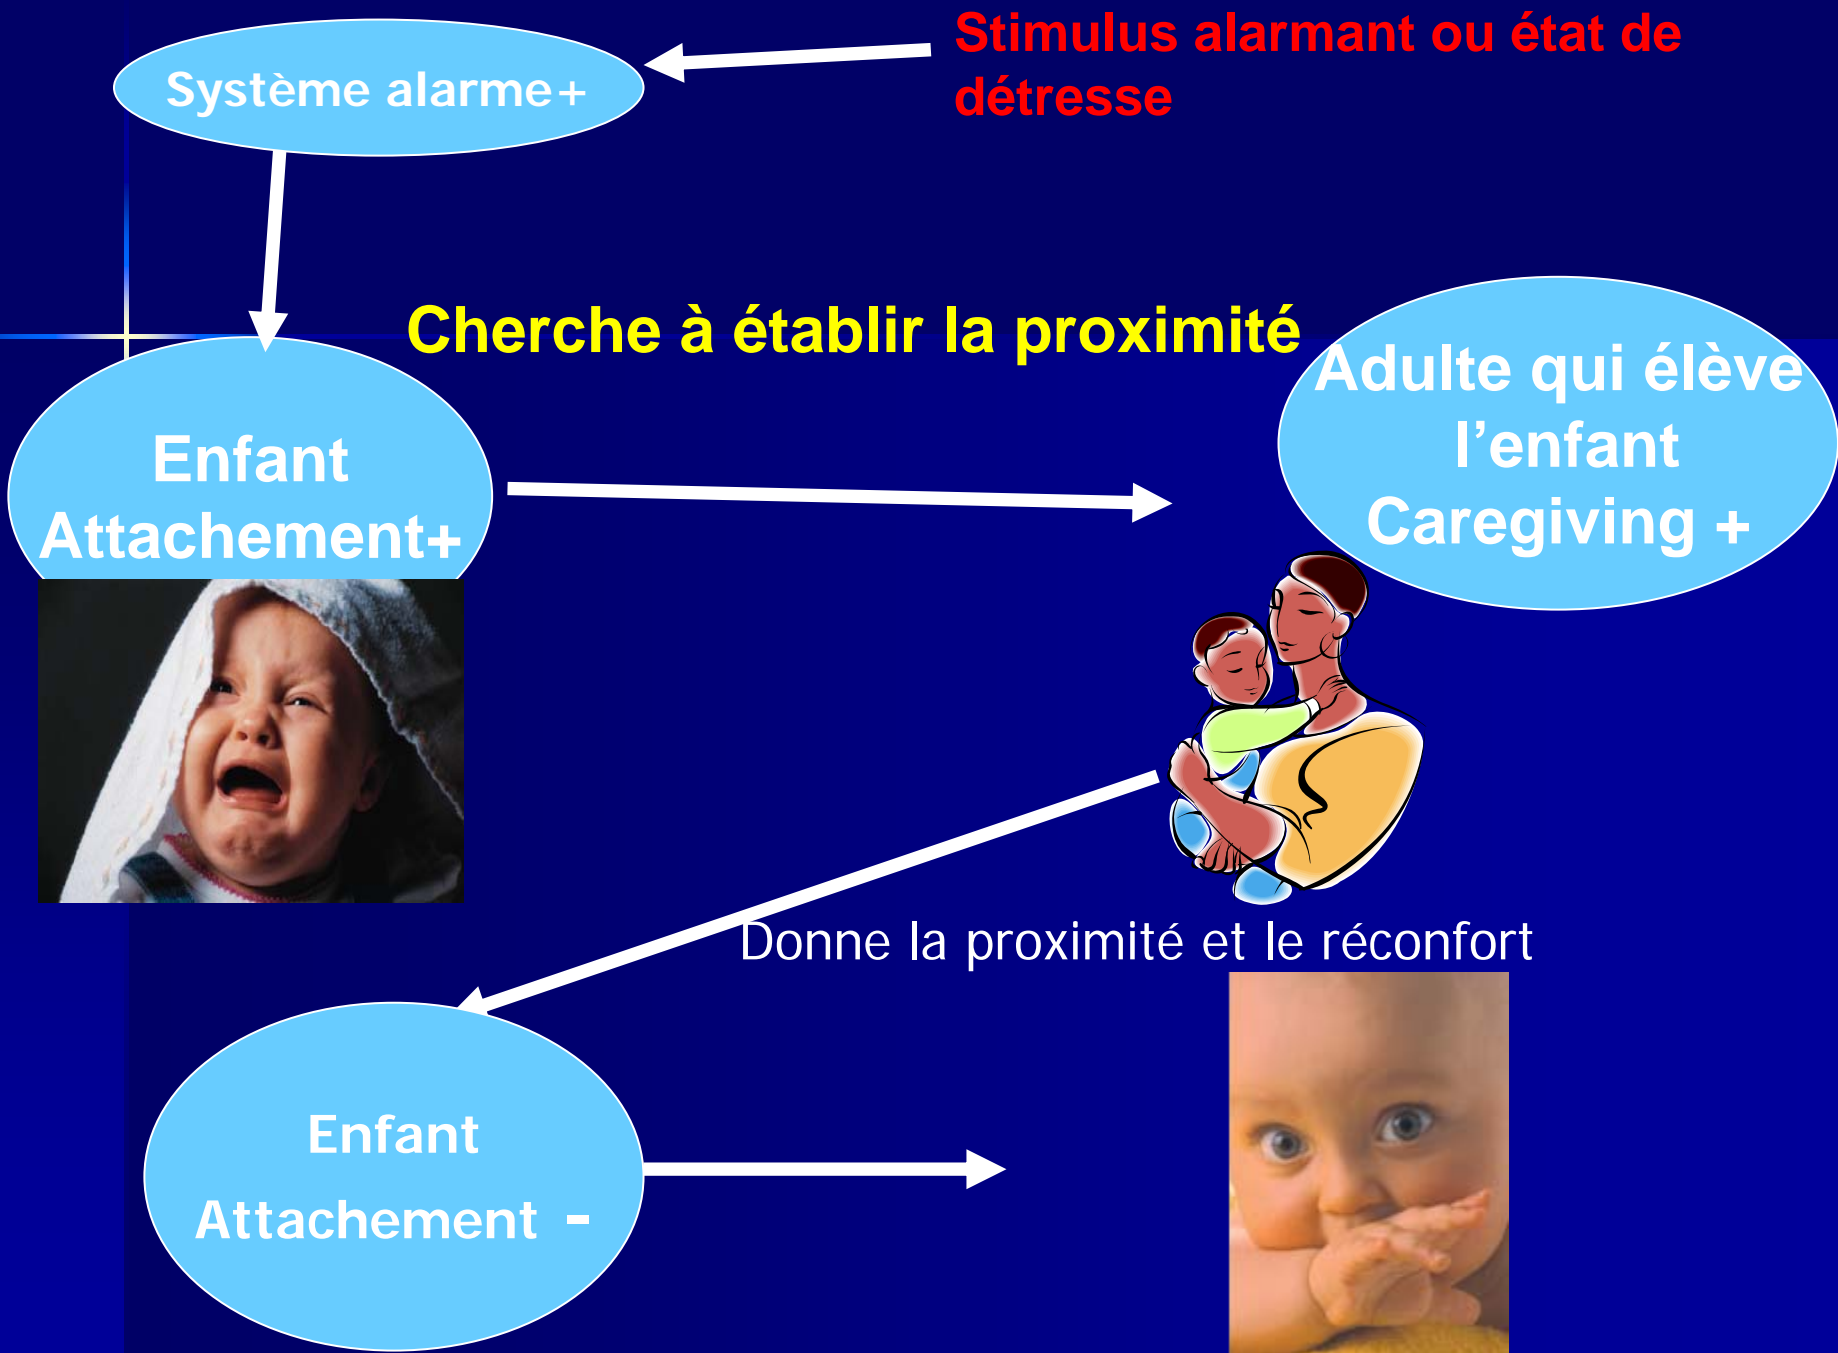 Stimulus alarmant ou état de
détresse
Système alarme+
Cherche à établir la proximité
Adulte qui élève
l’enfant
Caregiving +
Enfant
Attachement+
Donne la proximité et le réconfort
Enfant
Attachement -